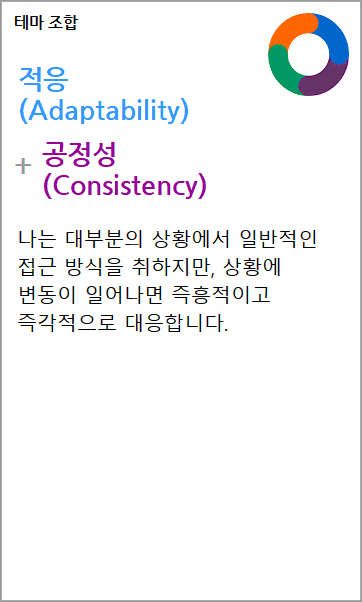 테마 조합
적응
(Adaptability)
+ 공정성
(Consistency)
나는 대부분의 상황에서 일반적인
접근 방식을 취하지만, 상황에
변동이 일어나면 즉흥적이고
즉각적으로 대응합니다.